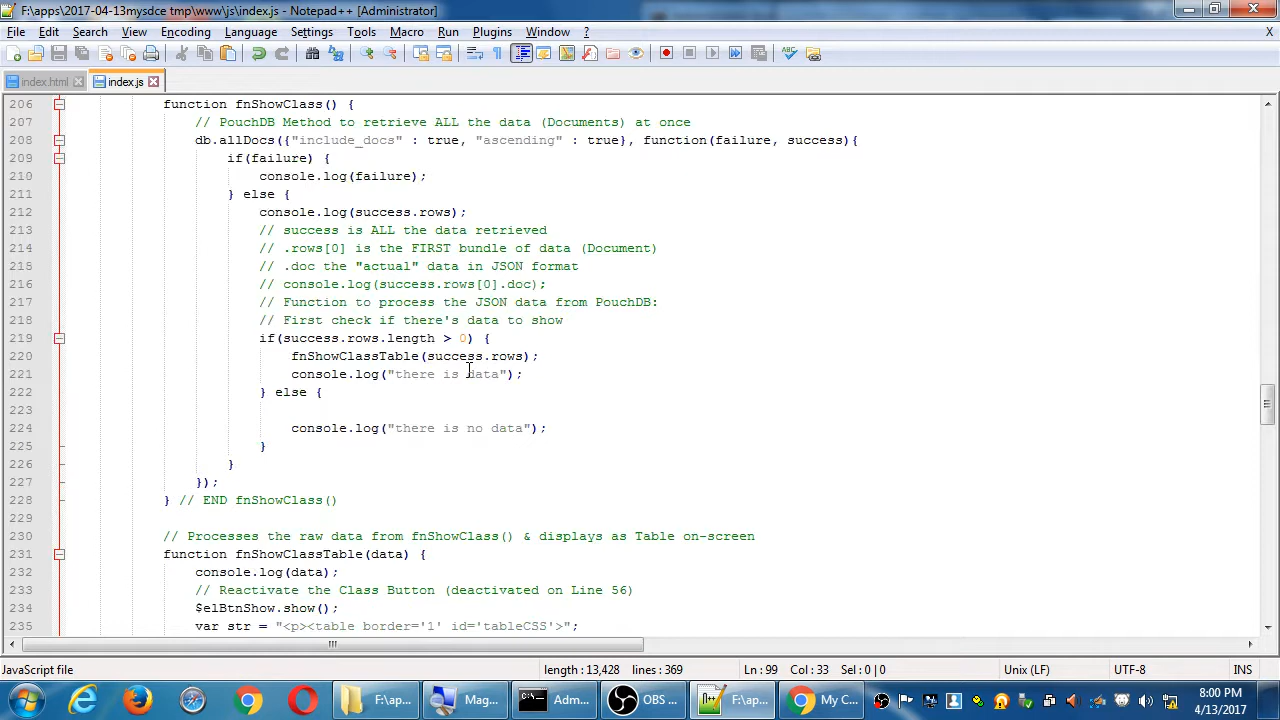 F:\apps\2017-04-13mysdce tmp\www\js\index.js - Notepad++ [Administrator]
File Edit Search View Encoding Language Settings Tools Macro Run Plugins Window ? X
index.html index.js
206 function fnShowClass() {
207 // PouchDB Method to retrieve ALL the data (Documents) at once
208 db.allDocs({"include_docs" : true, "ascending" : true}, function(failure, success){
209 if(failure) {
210 console.log(failure);
211 } else {
212 console.log(success.rows);
213 // success is ALL the data retrieved
214 // .rows[0] is the FIRST bundle of data (Document)
215 // .doc the "actual" data in JSON format
216 // console.log(success.rows[0].doc);
217 // Function to process the JSON data from PouchDB:
218 // First check if there's data to show
219 if(success.rows.length > 0) {
220 fnShowClassTable(success.rows);
221 console.log("there is data");
222 } else {
223
224 console.log("there is no data");
225 }
226 }
227 });
228 } // END fnShowClass()
229
230 // Processes the raw data from fnShowClass() & displays as Table on-screen
231 function fnShowClassTable(data) {
232 console.log(data);
233 // Reactivate the Class Button (deactivated on Line 56)
234 $elBtnShow.show();
235 var str = "<p><table border='1' id='tableCSS'>";
JavaScript file length : 13,428 lines : 369 Ln : 99 Col : 33 Sel : 0 | 0 Unix (LF) UTF-8 INS
F:\ap... Mag... Adm... OBS ... F:\ap... My C... 8:00 PM
4/13/2017